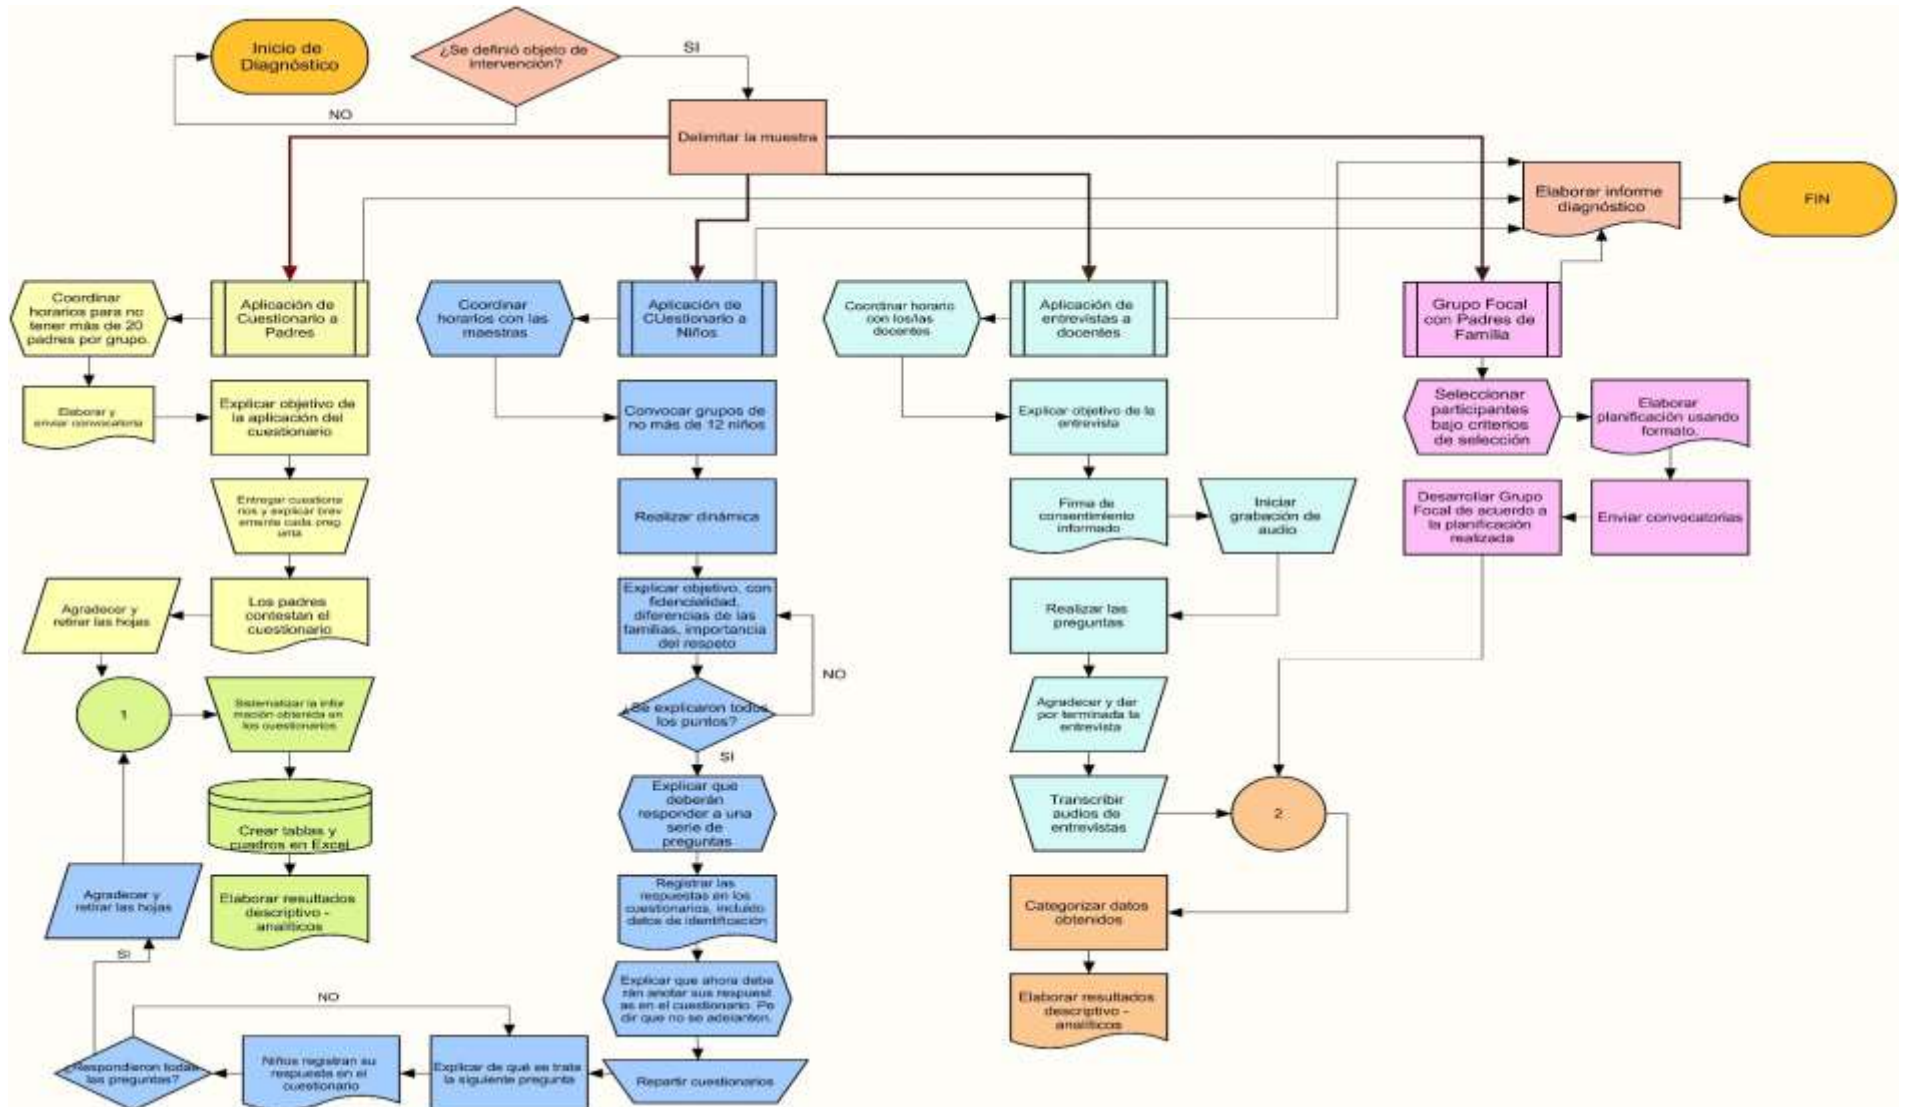 Inicio de
Diagnóstico
¿Se definió objeto de
intervención?
SI
NO
Delimitar la muestra
Elaborar informe
diagnóstico
FIN
Coordinar
horarios para no
tener más de 20
padres por grupo.
Aplicación de
Cuestionario a
Padres
Elaborar y
enviar convocatoria
Explicar objetivo de
la aplicación del
cuestionario
Entregar cuestiona
rios y explicar brev
emente cada preg
unta
Los padres
contestan el
cuestionario
Agradecer y
retirar las hojas
1
Sistematizar la infor
mación obtenida en
los cuestionarios
Crear tablas y
cuadros en Excel
Elaborar resultados
descriptivo -
analíticos
Coordinar
horarios con las
maestras
Aplicación de
CUestionario a
Niños
Convocar grupos de
no más de 12 niños
Realizar dinámica
Explicar objetivo, con
fidencialidad,
diferencias de las
familias, importancia
del respeto
NO
¿Se explicaron todos
los puntos?
SI
Explicar que
deberán
responder a una
serie de
preguntas
Registrar las
respuestas en los
cuestionarios, incluido
datos de identificación
Explicar que ahora debe
rán anotar sus respuest
as en el cuestionario. Pe
dir que no se adelanten.
Repartir cuestionarios
Explicar de qué se trata
la siguiente pregunta
Niños registran su
respuesta en el
cuestionario
¿Respondieron todas
las preguntas?
NO
SI
Agradecer y
retirar las hojas
Coordinar horario
con los/las
docentes
Aplicación de
entrevistas a
docentes
Explicar objetivo de la
entrevista
Firma de
consentimiento
informado
Iniciar
grabación de
audio
Realizar las
preguntas
Agradecer y dar
por terminada la
entrevista
Transcribir
audios de
entrevistas
2
Categorizar datos
obtenidos
Elaborar resultados
descriptivo -
analíticos
Grupo Focal
con Padres de
Familia
Seleccionar
participantes
bajo criterios
de selección
Elaborar
planificación usando
formato.
Enviar convocatorias
Desarrollar Grupo
Focal de acuerdo a
la planificación
realizada